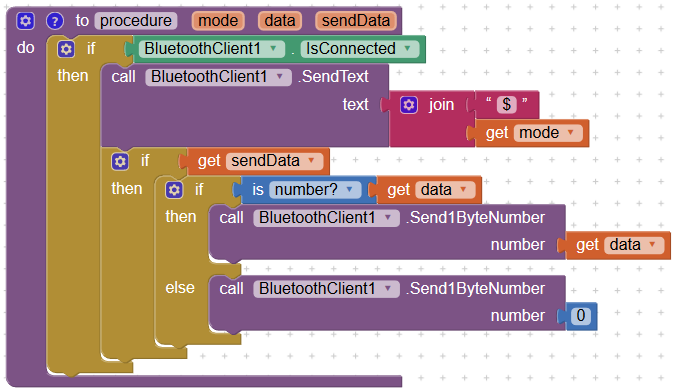 ? to procedure mode data sendData
do if BluetoothClient1 . IsConnected
then call BluetoothClient1 .SendText
text join “ $ ”
get mode
if get sendData
then if is number? get data
then call BluetoothClient1 .Send1ByteNumber
number get data
else call BluetoothClient1 .Send1ByteNumber
number 0